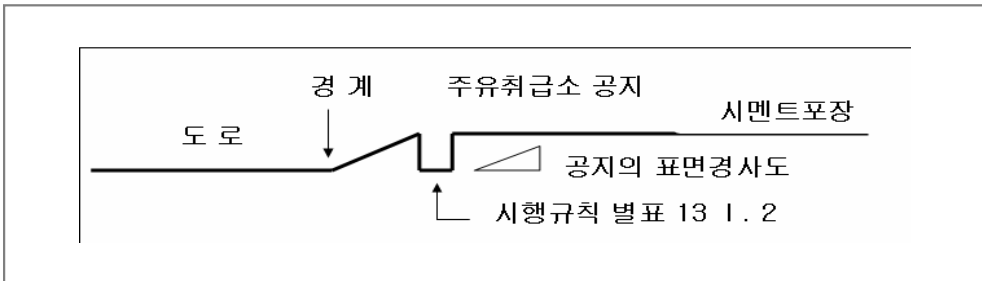 경 계
주유취급소 공지
시멘트포장
도 로
공지의 표면경사도
시행규칙 별표 13 Ⅰ. 2